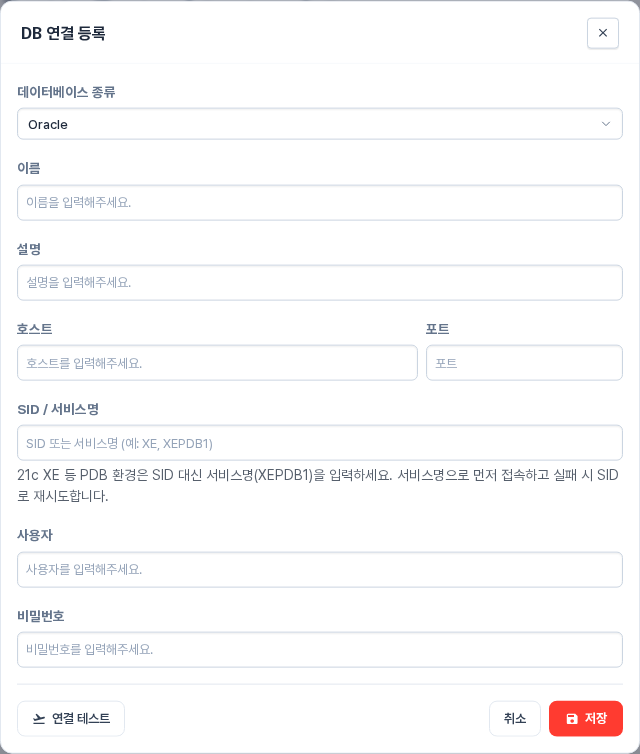 DB 연결 등록
데이터베이스 종류
Oracle
이름
이름을 입력해주세요.
설명
설명을 입력해주세요.
호스트 포트
호스트를 입력해주세요. 포트
SID / 서비스명
SID 또는 서비스명 (예: XE, XEPDB1)
21c XE 등 PDB 환경은 SID 대신 서비스명(XEPDB1)을 입력하세요. 서비스명으로 먼저 접속하고 실패 시 SID
로 재시도합니다.
사용자
사용자를 입력해주세요.
비밀번호
비밀번호를 입력해주세요.
연결 테스트 취소 저장